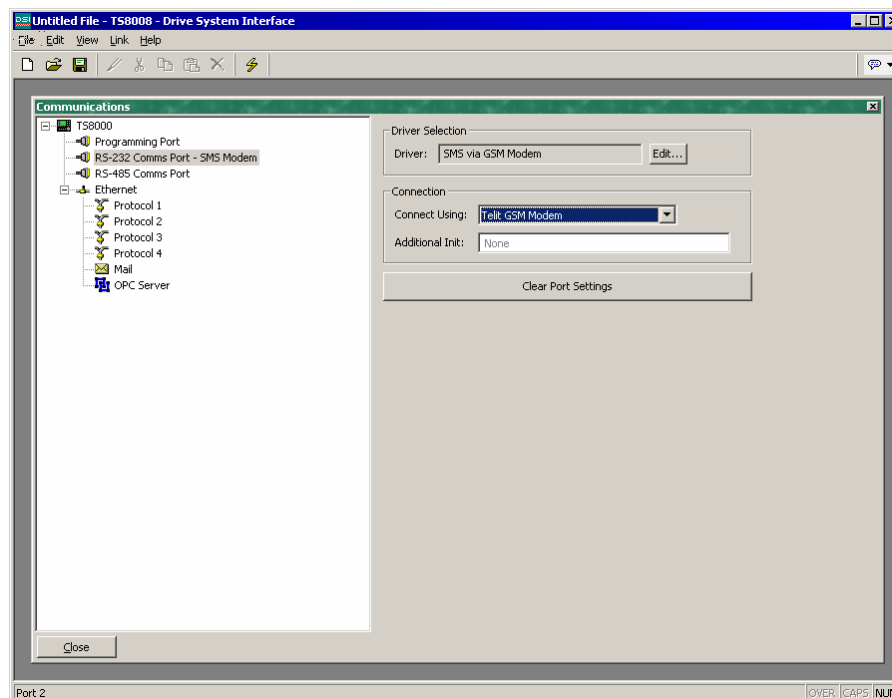 DSI Untitled File - TS8008 - Drive System Interface
File Edit View Link Help
Communications
TS8000
Programming Port
RS-232 Comms Port - SMS Modem
RS-485 Comms Port
Ethernet
Protocol 1
Protocol 2
Protocol 3
Protocol 4
Mail
OPC Server
Driver Selection
Driver: SMS via GSM Modem Edit...
Connection
Connect Using: Telit GSM Modem
Additional Init: None
Clear Port Settings
Close
Port 2 OVER CAPS NU